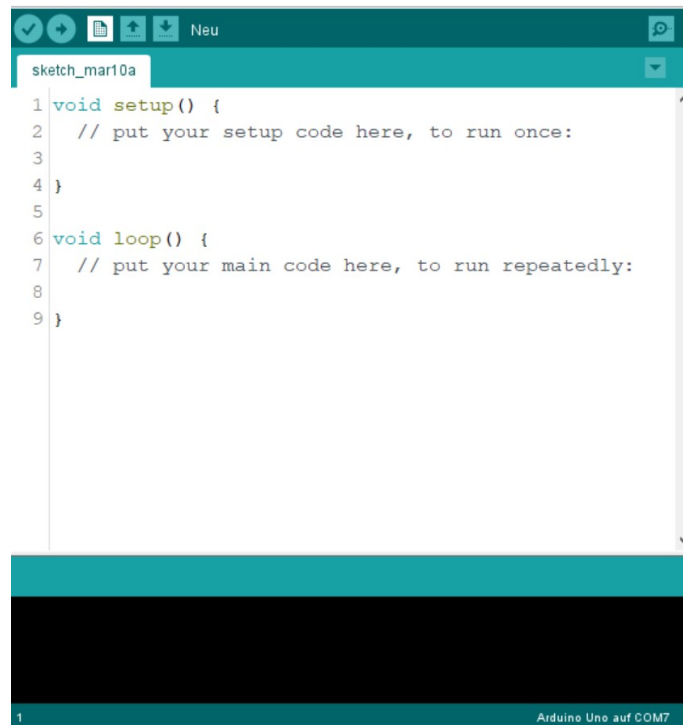 Neu
sketch_mar10a
1 void setup() {
2 // put your setup code here, to run once:
3
4 }
5
6 void loop() {
7 // put your main code here, to run repeatedly:
8
9 }
1 Arduino Uno auf COM7